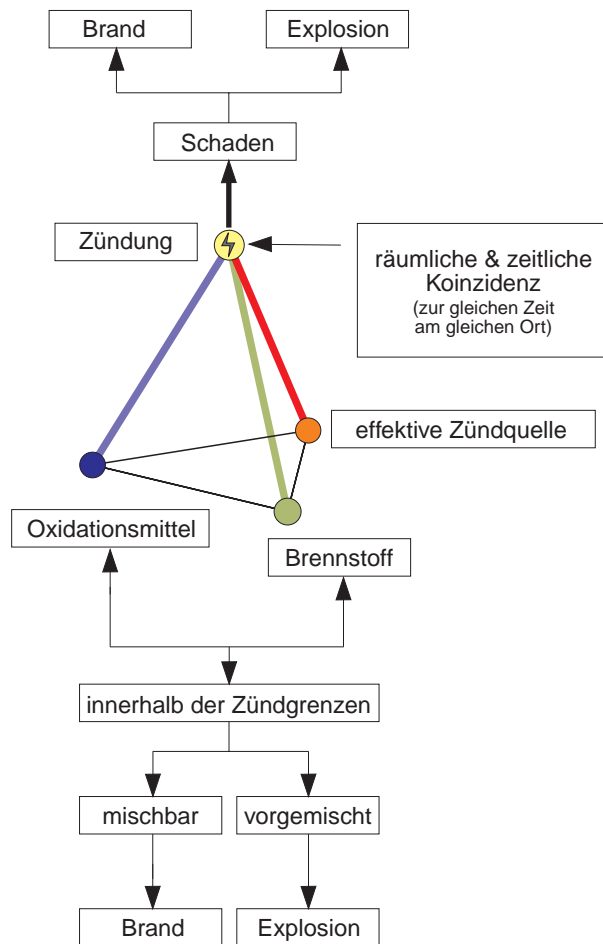 Brand
Explosion
Schaden
Zündung
räumliche & zeitliche
Koinzidenz
(zur gleichen Zeit
am gleichen Ort)
effektive Zündquelle
Oxidationsmittel
Brennstoff
innerhalb der Zündgrenzen
mischbar
vorgemischt
Brand
Explosion